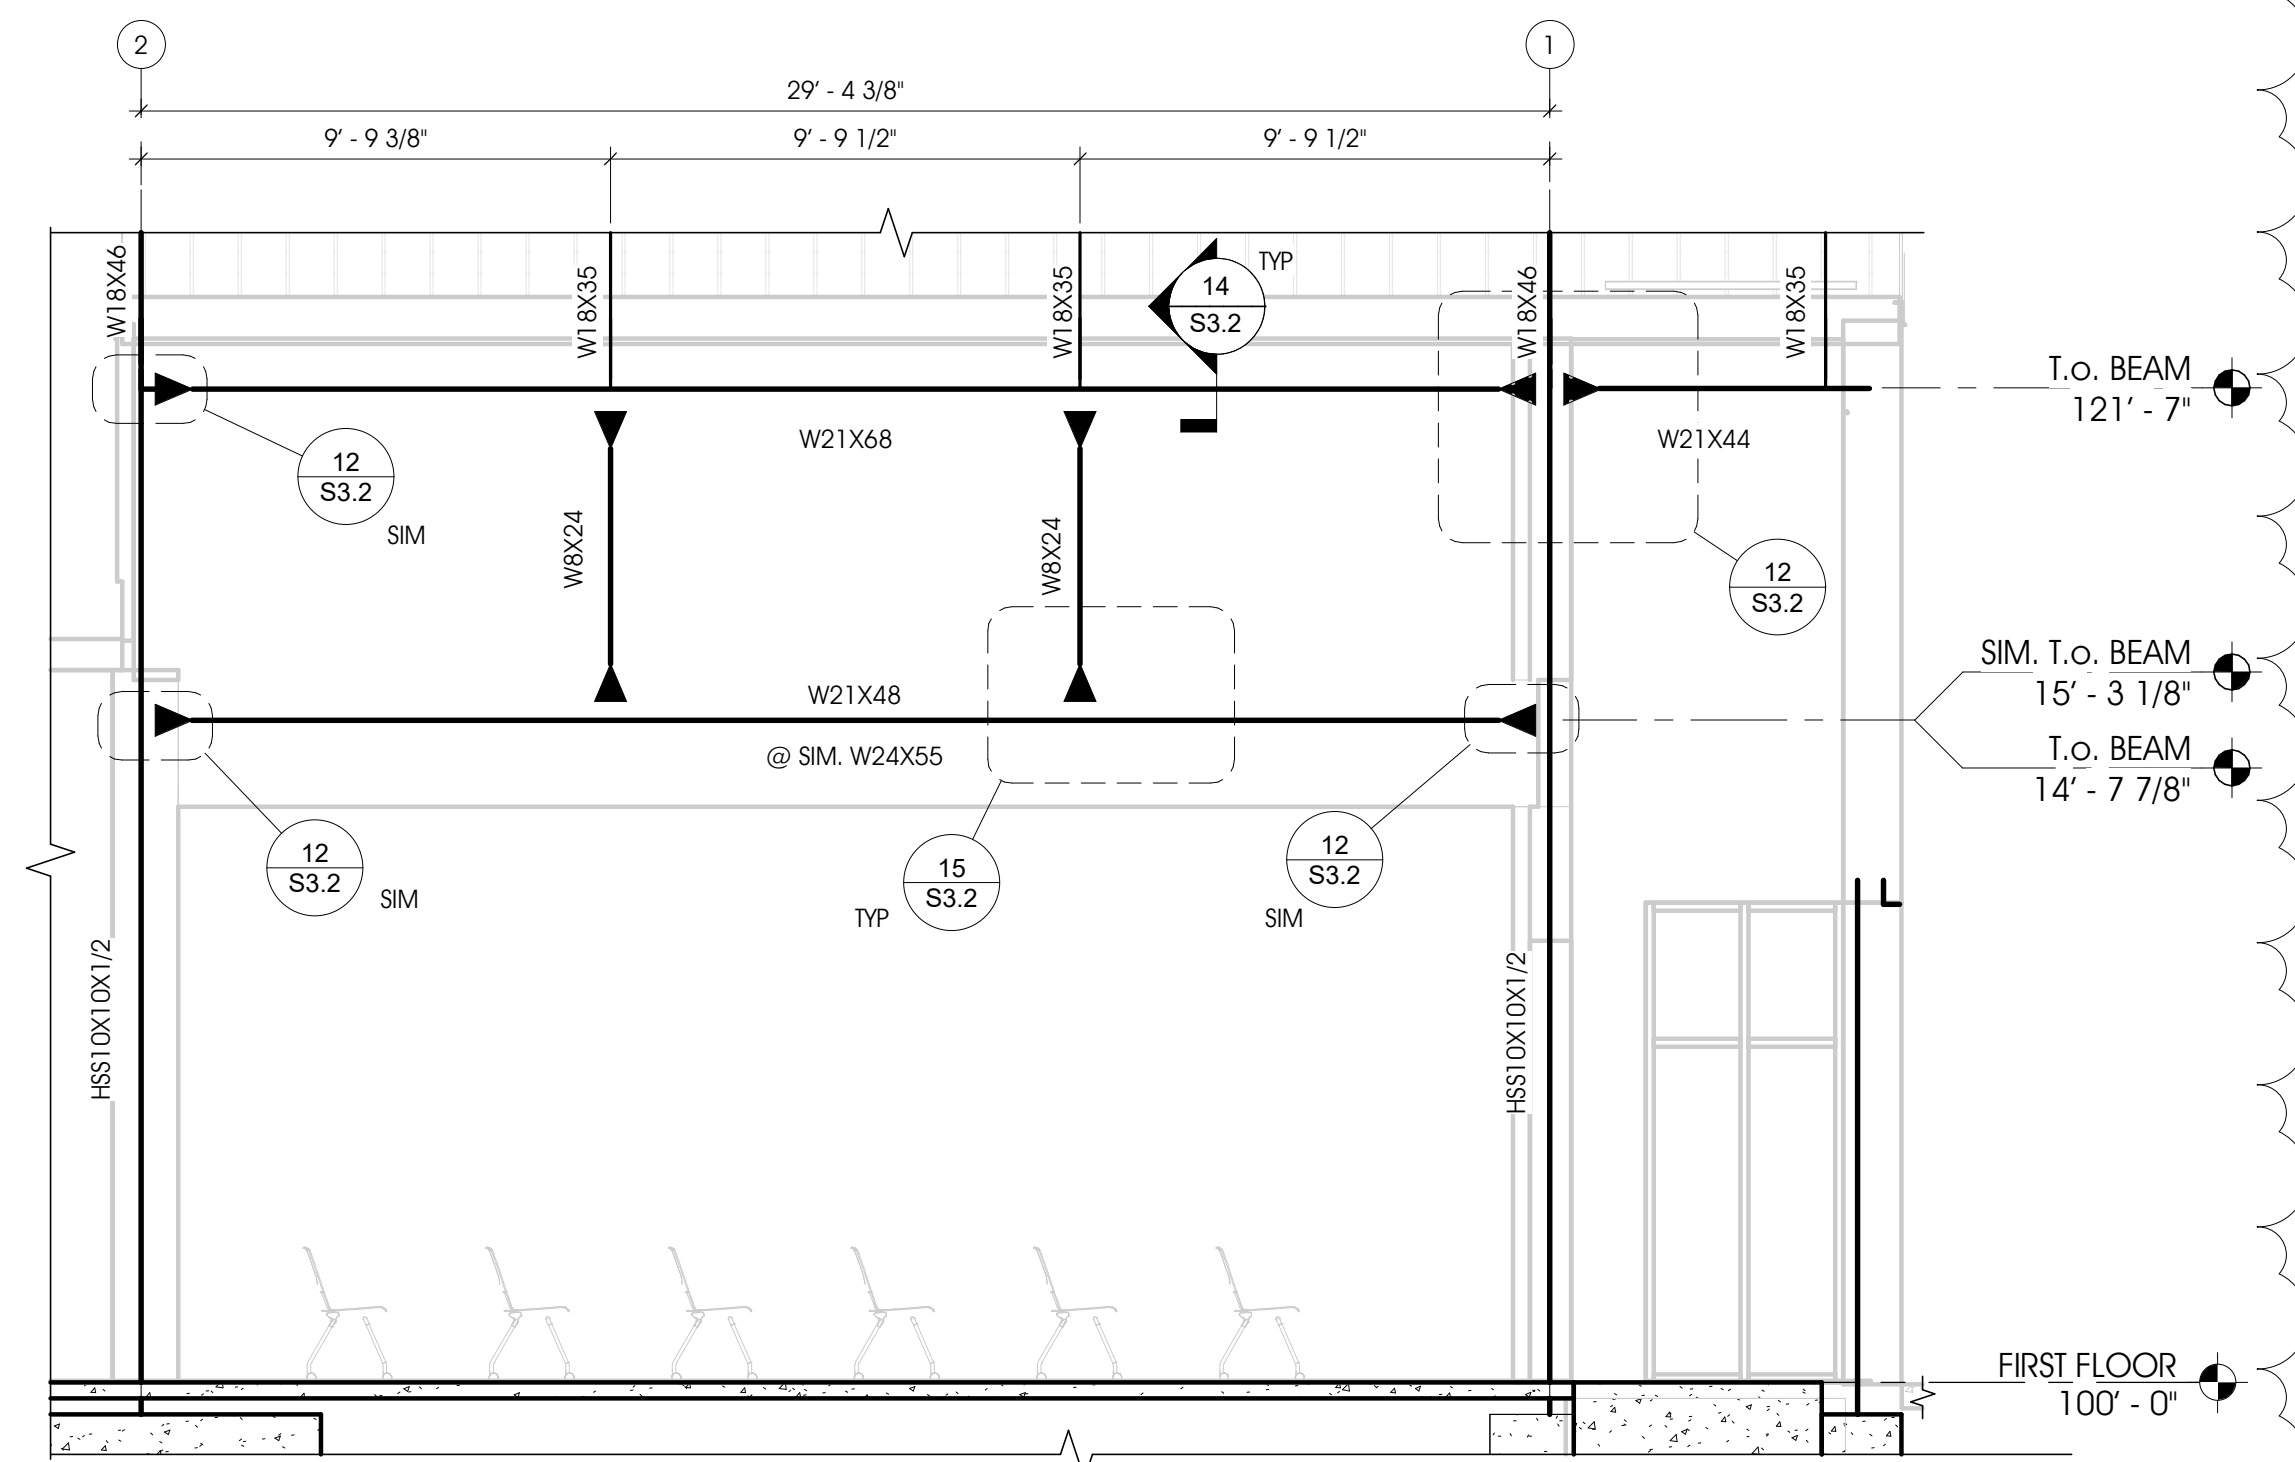 2
1
29' - 4 3/8"
9' - 9 3/8"
9' - 9 1/2"
9' - 9 1/2"
W18X46
W18X35
W18X35
14
S3.2
TYP
W18X46
W18X35
T.o. BEAM
121' - 7"
W21X68
W21X44
12
S3.2
SIM
W8X24
W8X24
12
S3.2
SIM. T.o. BEAM
15' - 3 1/8"
W21X48
@ SIM. W24X55
T.o. BEAM
14' - 7 7/8"
12
S3.2
SIM
15
S3.2
TYP
12
S3.2
SIM
HSS10X10X1/2
HSS10X10X1/2
FIRST FLOOR
100' - 0"